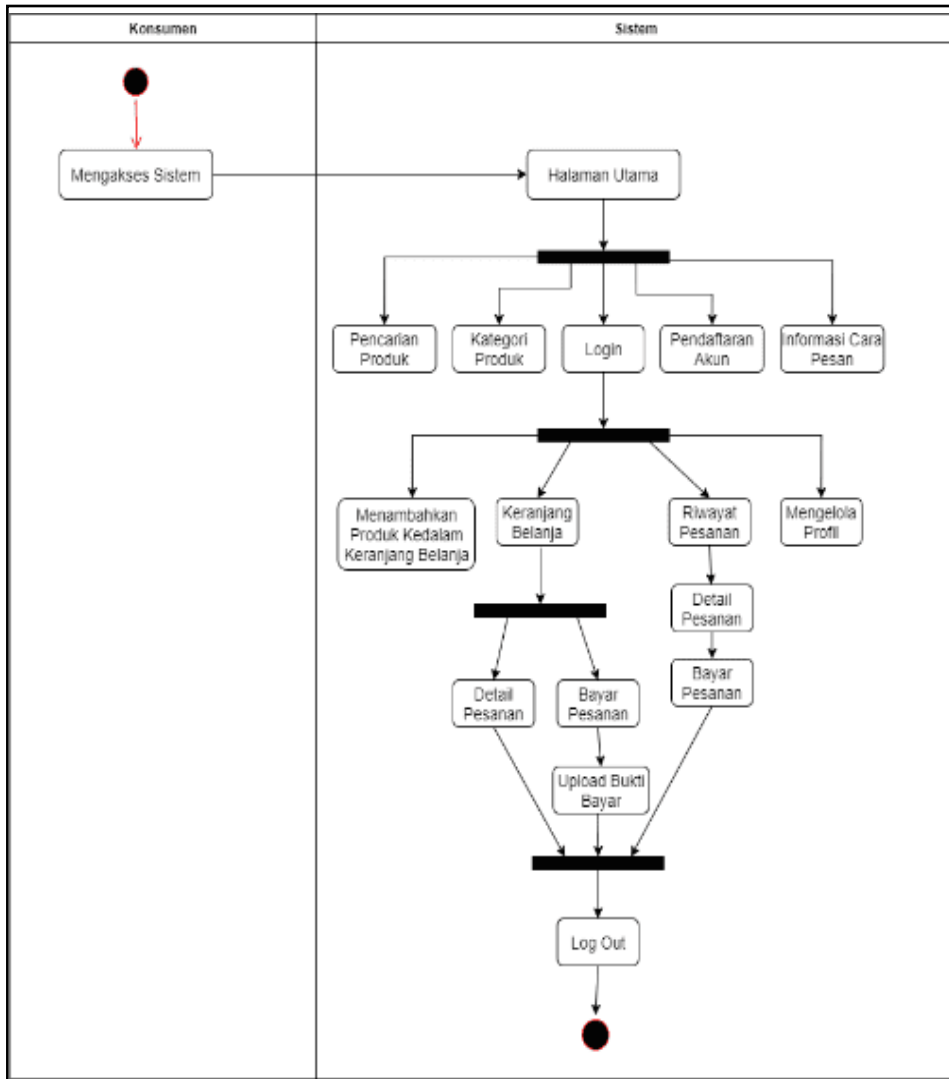 Konsumen
Sistem
Mengakses Sistem
Halaman Utama
Pencarian
Produk
Kategori
Produk
Login
Pendaftaran
Akun
Informasi Cara
Pesan
Menambahkan
Produk Kedalam
Keranjang Belanja
Keranjang
Belanja
Riwayat
Pesanan
Mengelola
Profil
Detail
Pesanan
Bayar
Pesanan
Detail
Pesanan
Bayar
Pesanan
Upload Bukti
Bayar
Log Out